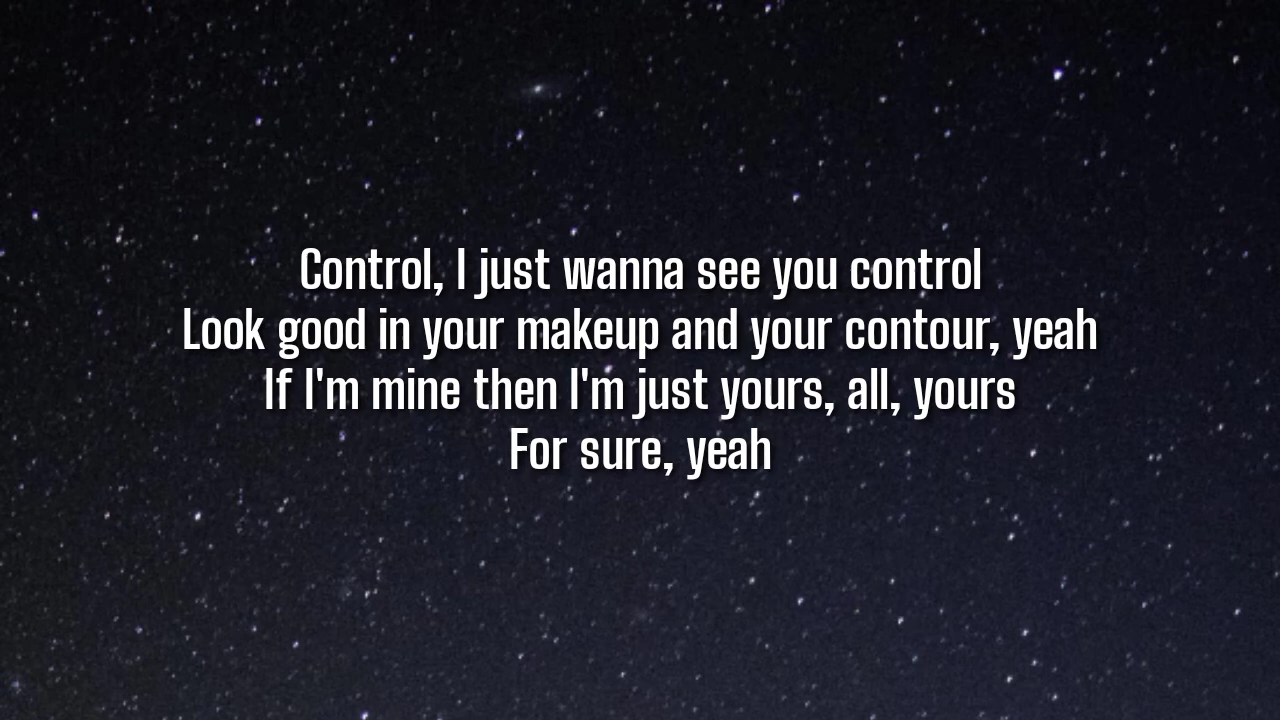 Control, I just wanna see you control
Look good in your makeup and your contour, yeah
If I'm mine then I'm just yours, all, yours
For sure, yeah